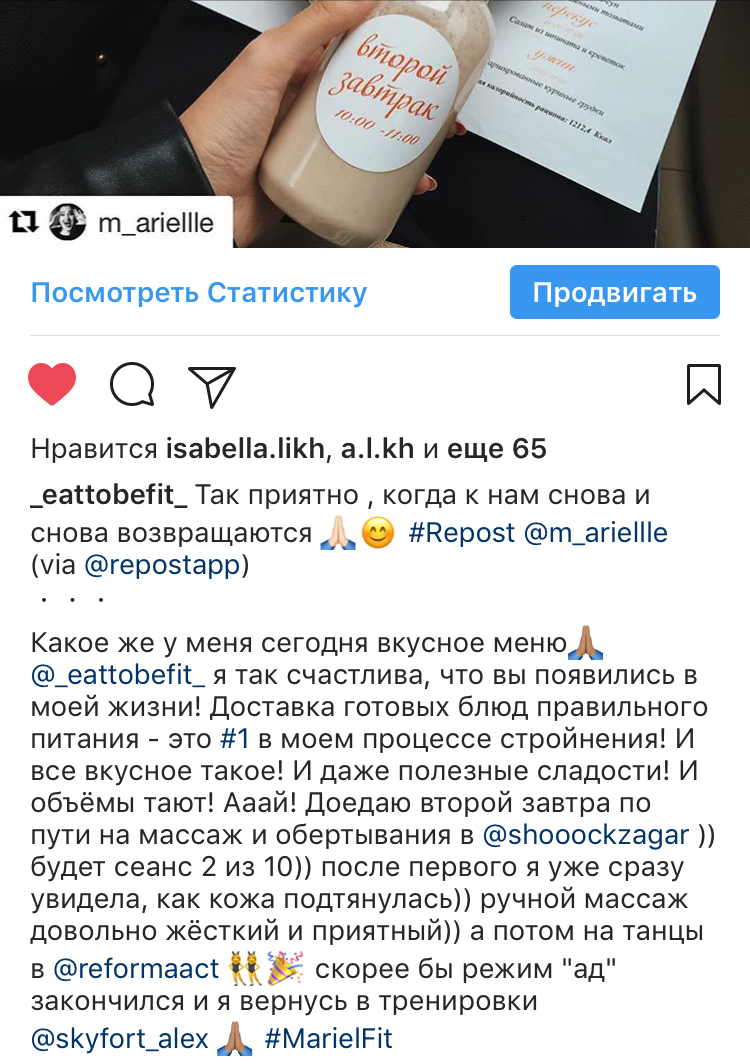 перекус
Салат из шпината и креветок
ужин
куриные грудки
калорийность рациона: 1212,4 Ккал
второй
завтрак
10:00 -11:00
m_ariellle
Посмотреть Статистику
Продвигать
Нравится isabella.likh, a.l.kh и еще 65
_eattobefit_ Так приятно , когда к нам снова и
снова возвращаются 🙏🏻😊 #Repost @m_ariellle
(via @repostapp)
· · ·
Какое же у меня сегодня вкусное меню🙏🏽
@_eattobefit_ я так счастлива, что вы появились в
моей жизни! Доставка готовых блюд правильного
питания - это #1 в моем процессе стройнения! И
все вкусное такое! И даже полезные сладости! И
объёмы тают! Ааай! Доедаю второй завтра по
пути на массаж и обертывания в @shooockzagar ))
будет сеанс 2 из 10)) после первого я уже сразу
увидела, как кожа подтянулась)) ручной массаж
довольно жёсткий и приятный)) а потом на танцы
в @reformaact 👯🎉 скорее бы режим "ад"
закончился и я вернусь в тренировки
@skyfort_alex 🙏🏽 #MarielFit